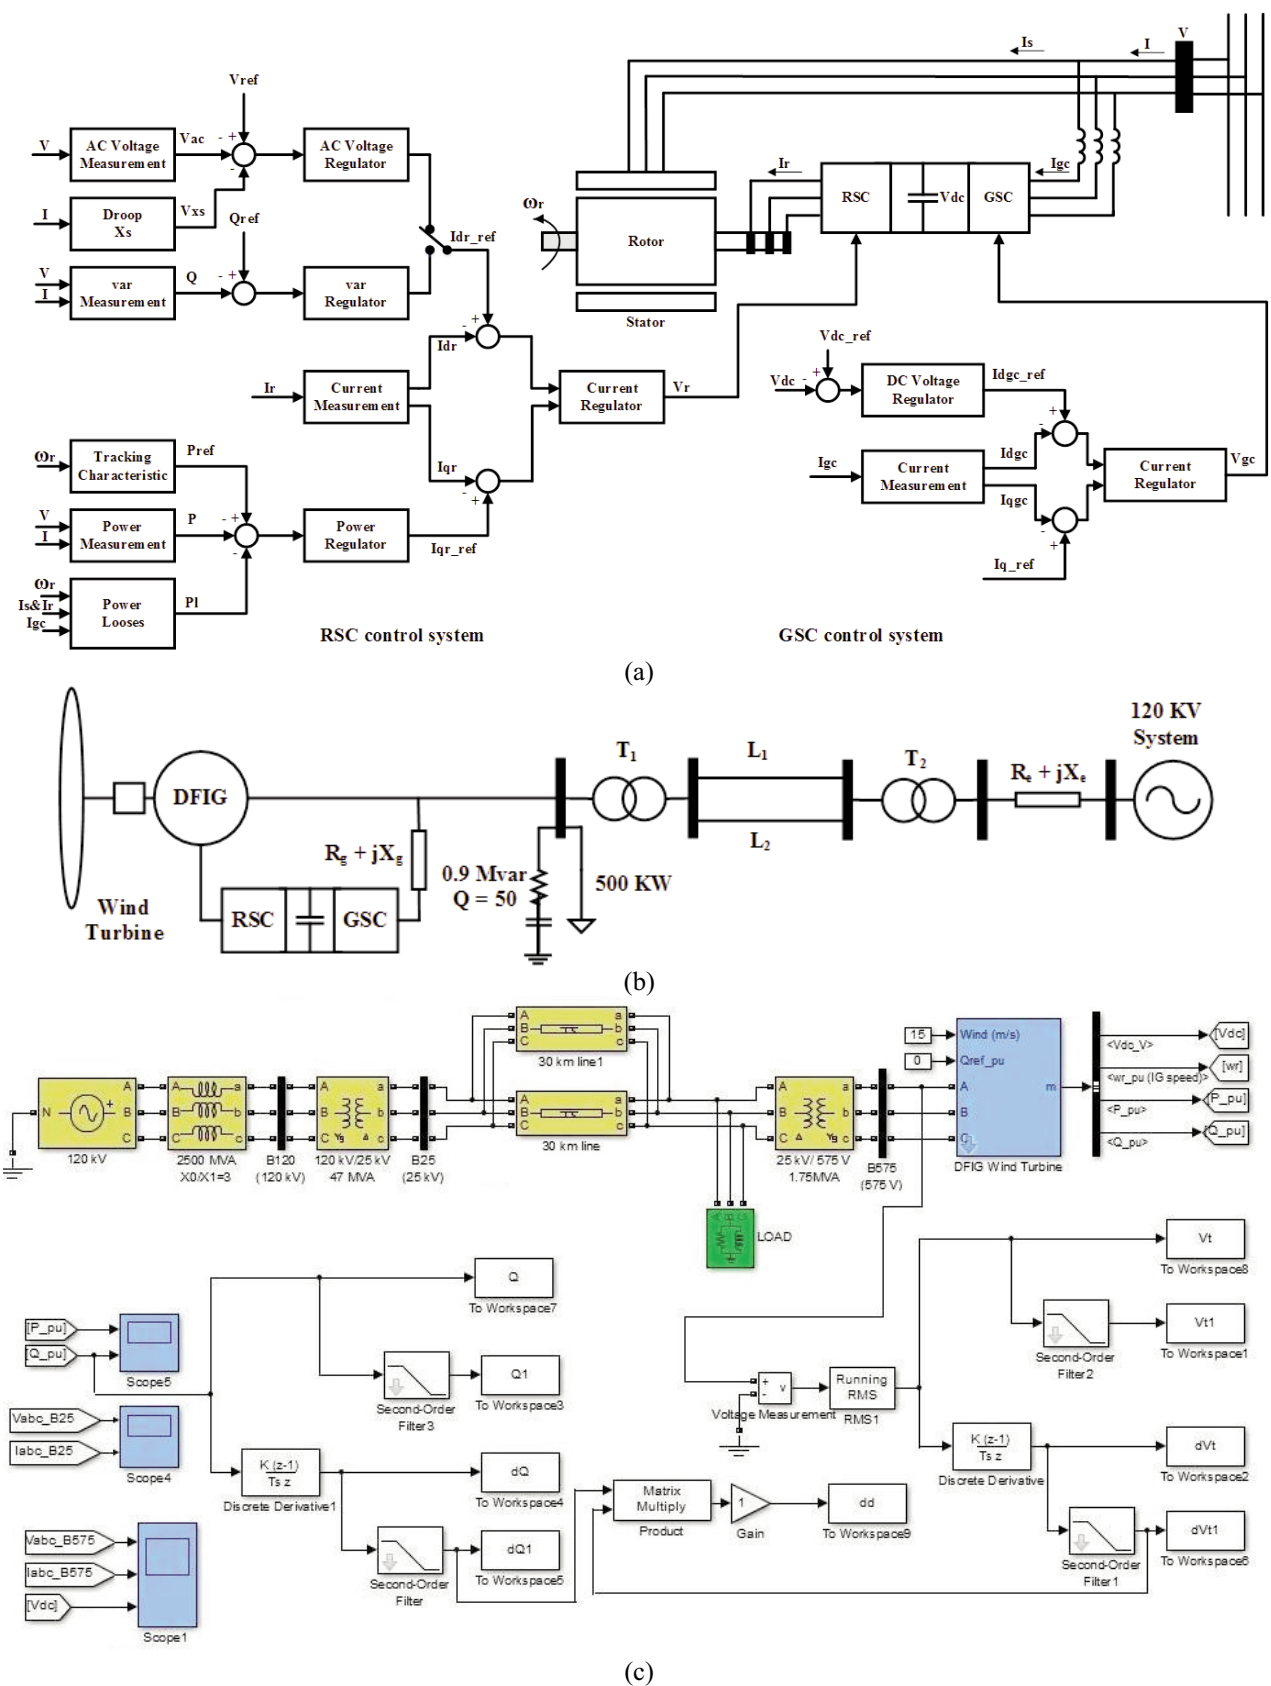 Is
I
V
Vref
V
AC Voltage
Measurement
Vac
- +
-
AC Voltage
Regulator
I
Droop
Xs
Vxs
Qref
V
I
var
Measurement
Q
- +
var
Regulator
Idr_ref
Ir
RSC
Vdc
GSC
Igc
ωr
Rotor
Stator
- +
Idr
Ir
Current
Measurement
Iqr
-
+
Current
Regulator
Vr
ωr
Tracking
Characteristic
Pref
V
I
Power
Measurement
P
- +
-
Power
Regulator
Iqr_ref
ωr
Is&Ir
Igc
Power
Looses
Pl
Vdc_ref
Vdc
- +
DC Voltage
Regulator
Idgc_ref
+
-
Igc
Current
Measurement
Idgc
Iqgc
-
+
Current
Regulator
Vgc
Iq_ref
RSC control system
GSC control system
(a)
120 KV
System
T1
L1
T2
Re + jXe
DFIG
L2
Rg + jXg
0.9 Mvar
Q = 50
500 KW
RSC
GSC
Wind
Turbine
(b)
A
B
C
a
b
c
30 km line1
15
Wind (m/s)
0
Qref_pu
A
B
C
m
DFIG Wind Turbine
<Vdc_V>
[Vdc]
<wr_pu (IG speed)>
[wr]
<P_pu>
[P_pu]
<Q_pu>
[Q_pu]
N
+
A
B
C
120 kV
A
B
C
a
b
c
2500 MVA
X0/X1=3
B120
(120 kV)
A
B
C
a
b
c
Yg
Δ
120 kV/25 kV
47 MVA
B25
(25 kV)
A
B
C
a
b
c
30 km line
A
B
C
a
b
c
Δ
Yg
25 kV/ 575 V
1.75MVA
B575
(575 V)
A
B
C
LOAD
Q
To Workspace7
Vt
To Workspace8
[P_pu]
[Q_pu]
Scope5
Second-Order
Filter3
Q1
To Workspace3
Second-Order
Filter2
Vt1
To Workspace1
Vabc_B25
Iabc_B25
Scope4
+
-
v
Voltage Measurement
Running
RMS
RMS1
K (z-1)
Ts z
Discrete Derivative1
dQ
To Workspace4
Matrix
Multiply
Product
1
Gain
dd
To Workspace9
K (z-1)
Ts z
Discrete Derivative
dVt
To Workspace2
Vabc_B575
Iabc_B575
[Vdc]
Scope1
Second-Order
Filter
dQ1
To Workspace5
Second-Order
Filter1
dVt1
To Workspace6
(c)